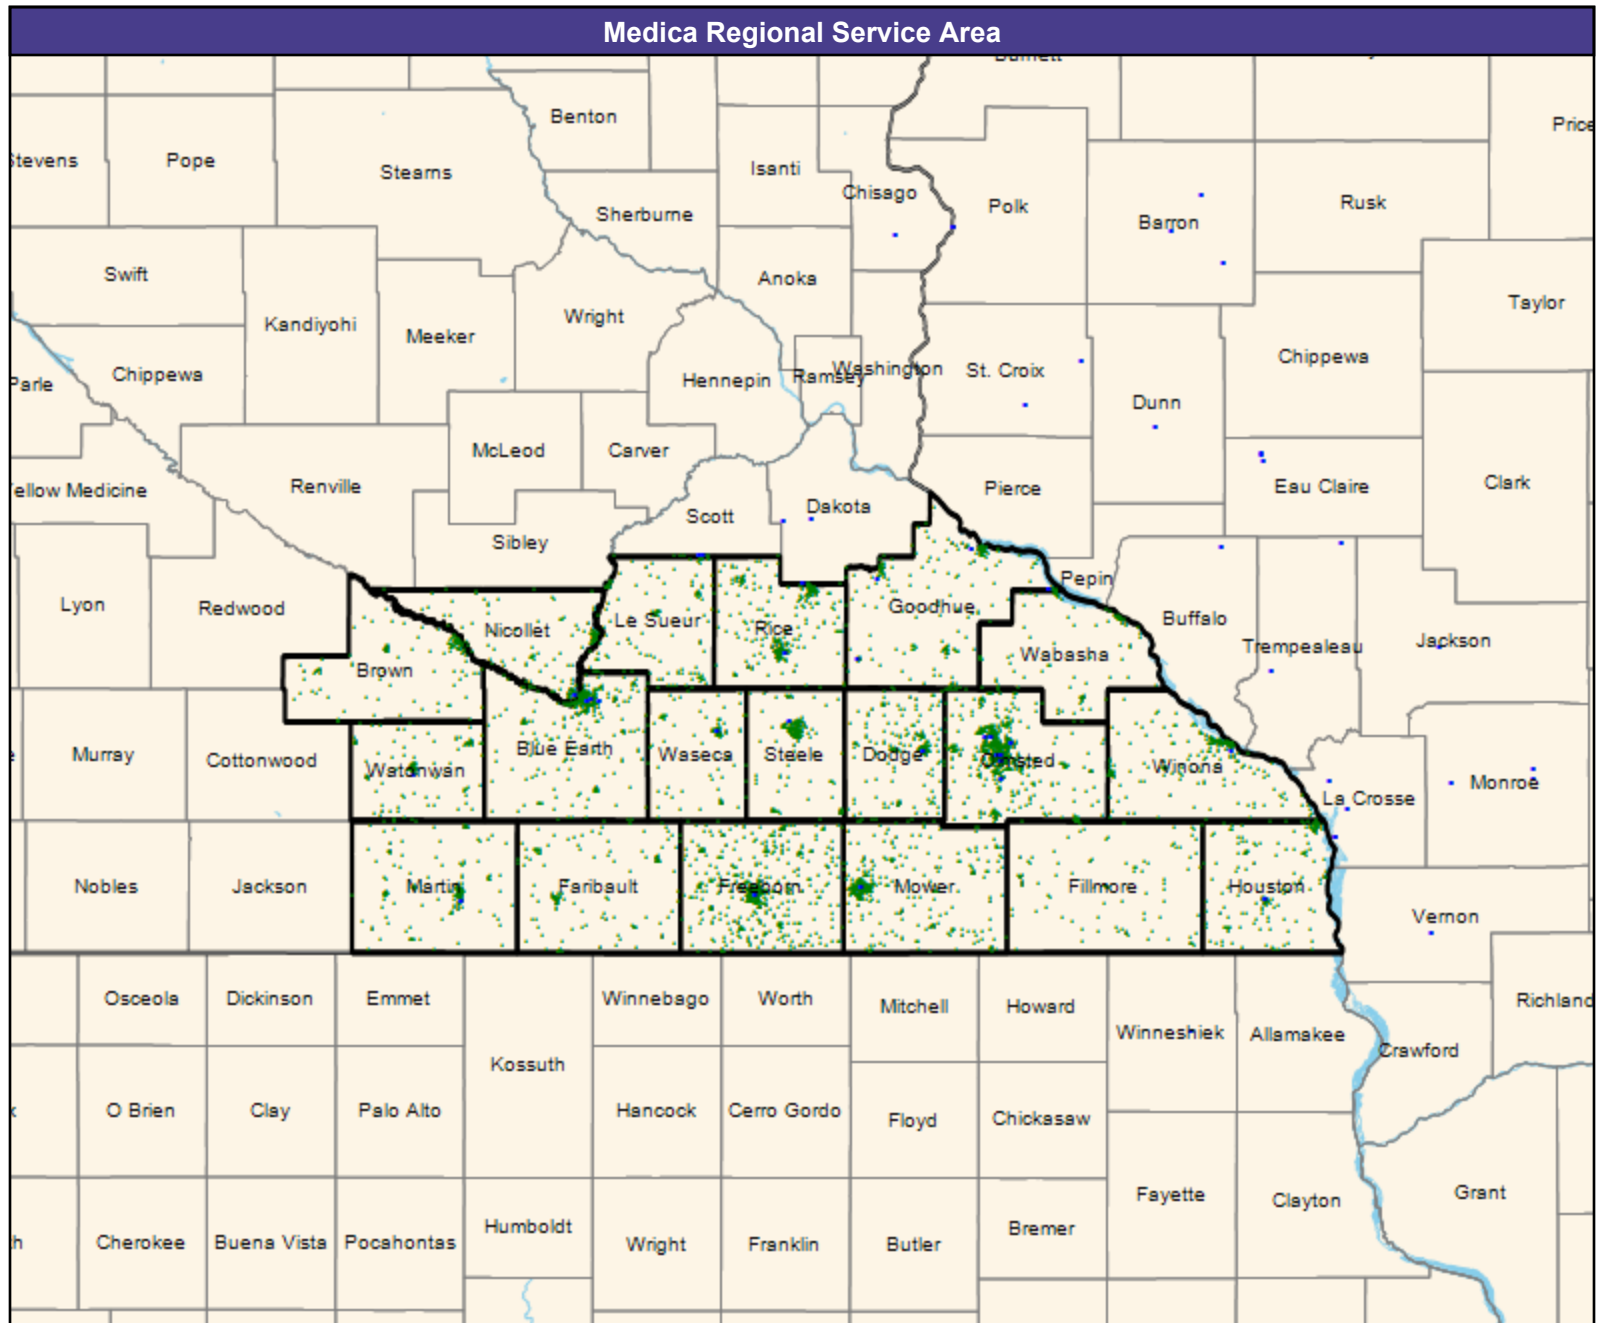 Medica Regional Service Area
Benton
Price
Stevens
Pope
Stearns
Isanti
Chisago
Polk
Barron
Rusk
Sherburne
Swift
Anoka
Taylor
Kandiyohi
Meeker
Wright
Chippewa
Parle
Chippewa
Hennepin
Ramsey
Washington
St. Croix
Dunn
McLeod
Carver
Renville
ellow Medicine
Pierce
Eau Claire
Clark
Scott
Dakota
Sibley
Pepin
Lyon
Redwood
Nicollet
Le Sueur
Rice
Goodhue
Buffalo
Trempealeau
Jackson
Brown
Wabasha
Murray
Cottonwood
Watonwan
Blue Earth
Waseca
Steele
Dodge
Olmsted
Winona
La Crosse
Monroe
Nobles
Jackson
Martin
Faribault
Freeborn
Mower
Fillmore
Houston
Vernon
Osceola
Dickinson
Emmet
Winnebago
Worth
Mitchell
Howard
Winneshiek
Allamakee
Richland
Crawford
Kossuth
O Brien
Clay
Palo Alto
Hancock
Cerro Gordo
Floyd
Chickasaw
Fayette
Clayton
Grant
Cherokee
Buena Vista
Pocahontas
Humboldt
Wright
Franklin
Butler
Bremer